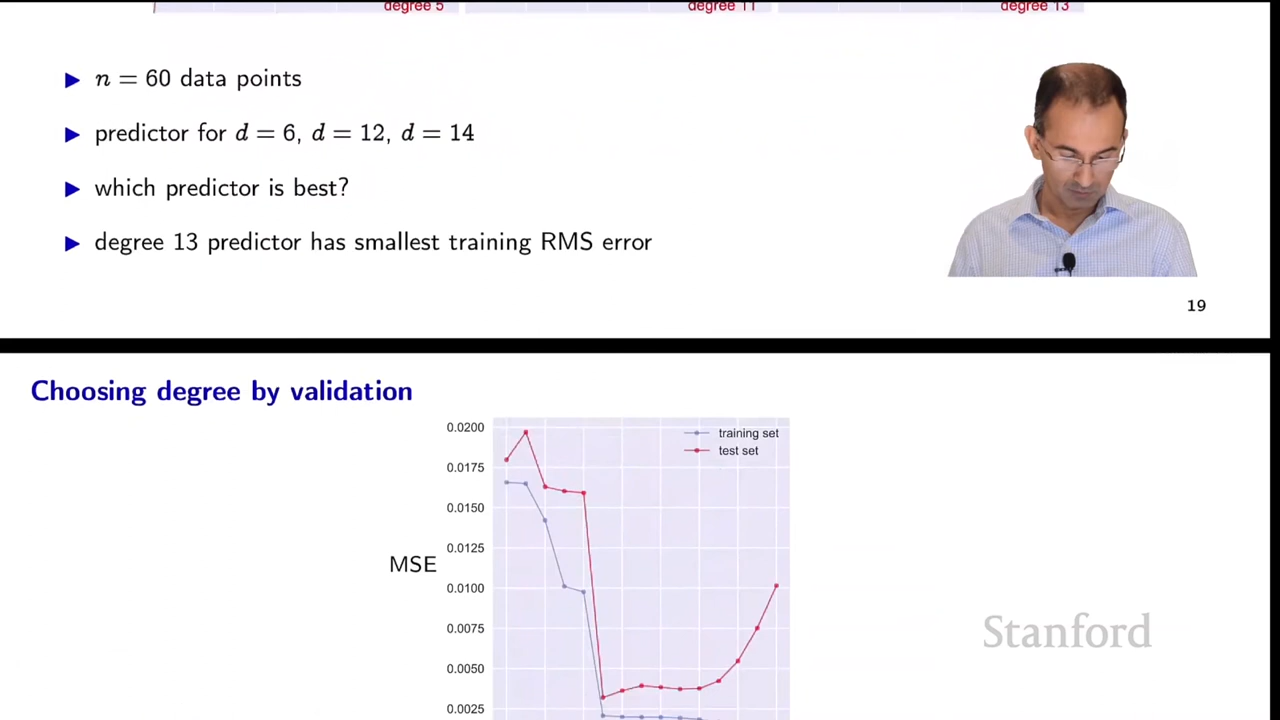 degree 5 degree 11 degree 13
▶ n = 60 data points
▶ predictor for d = 6, d = 12, d = 14
▶ which predictor is best?
▶ degree 13 predictor has smallest training RMS error
19
Choosing degree by validation
0.0200
training set
test set
0.0175
0.0150
0.0125
MSE
0.0100
0.0075
0.0050
0.0025
Stanford